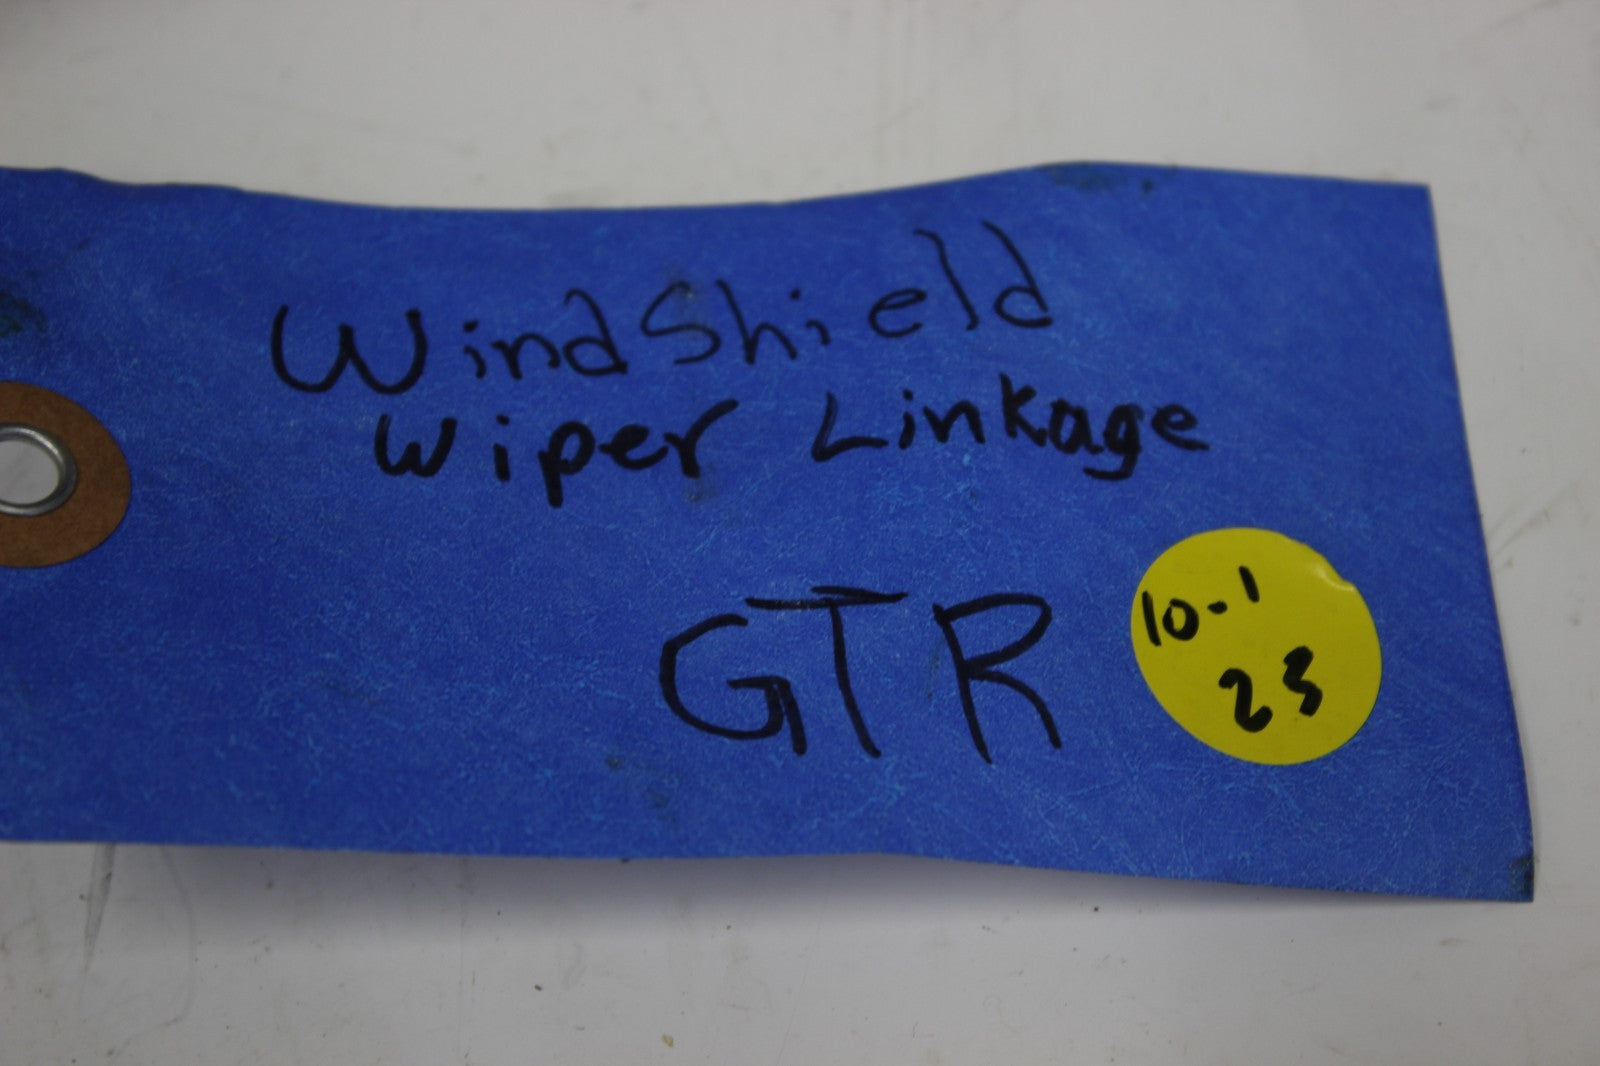 WindShield
Wiper Linkage
GTR
10-1
23